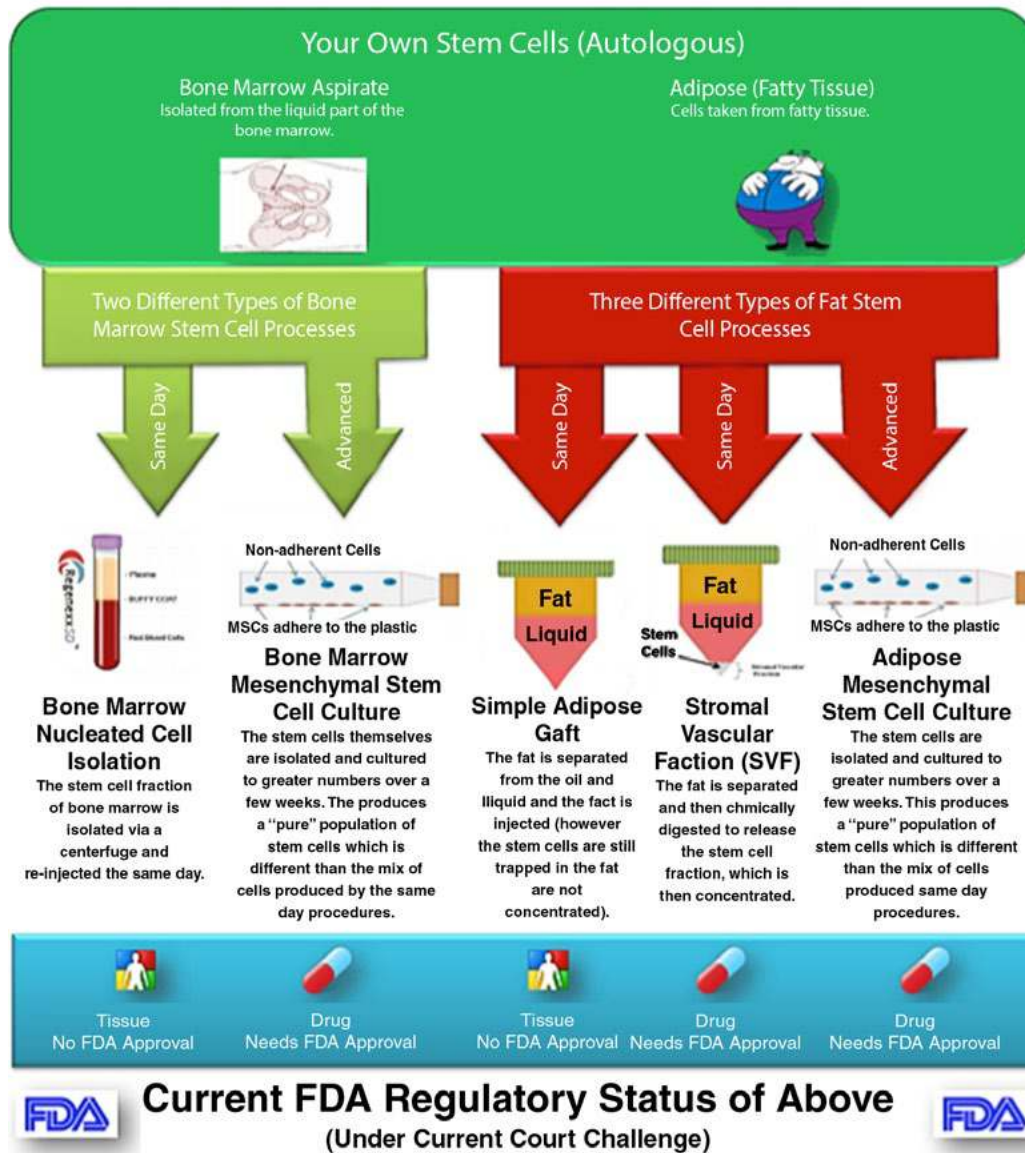 Your Own Stem Cells (Autologous)
Bone Marrow Aspirate
Isolated from the liquid part of the
bone marrow.
Adipose (Fatty Tissue)
Cells taken from fatty tissue.
Two Different Types of Bone
Marrow Stem Cell Processes
Three Different Types of Fat Stem
Cell Processes
Same Day
Advanced
Same Day
Same Day
Advanced
Regenexx SD
Plasma
BUFFY COAT
Red Blood Cells
Bone Marrow
Nucleated Cell
Isolation
The stem cell fraction
of bone marrow is
isolated via a
centerfuge and
re-injected the same day.
Non-adherent Cells
MSCs adhere to the plastic
Bone Marrow
Mesenchymal Stem
Cell Culture
The stem cells themselves
are isolated and cultured
to greater numbers over a
few weeks. The produces
a “pure” population of
stem cells which is
different than the mix of
cells produced by the same
day procedures.
Fat
Liquid
Simple Adipose
Gaft
The fat is separated
from the oil and
lliquid and the fact is
injected (however
the stem cells are still
trapped in the fat
are not
concentrated).
Fat
Liquid
Stem
Cells
Stromal Vascular
Fraction
Stromal
Vascular
Faction (SVF)
The fat is separated
and then chmically
digested to release
the stem cell
fraction, which is
then concentrated.
Non-adherent Cells
MSCs adhere to the plastic
Adipose
Mesenchymal
Stem Cell Culture
The stem cells are
isolated and cultured to
greater numbers over a
few weeks. This produces
a “pure” population of
stem cells which is different
than the mix of cells
produced same day
procedures.
Tissue
No FDA Approval
Drug
Needs FDA Approval
Tissue
No FDA Approval
Drug
Needs FDA Approval
Drug
Needs FDA Approval
FDA
Current FDA Regulatory Status of Above
(Under Current Court Challenge)
FDA